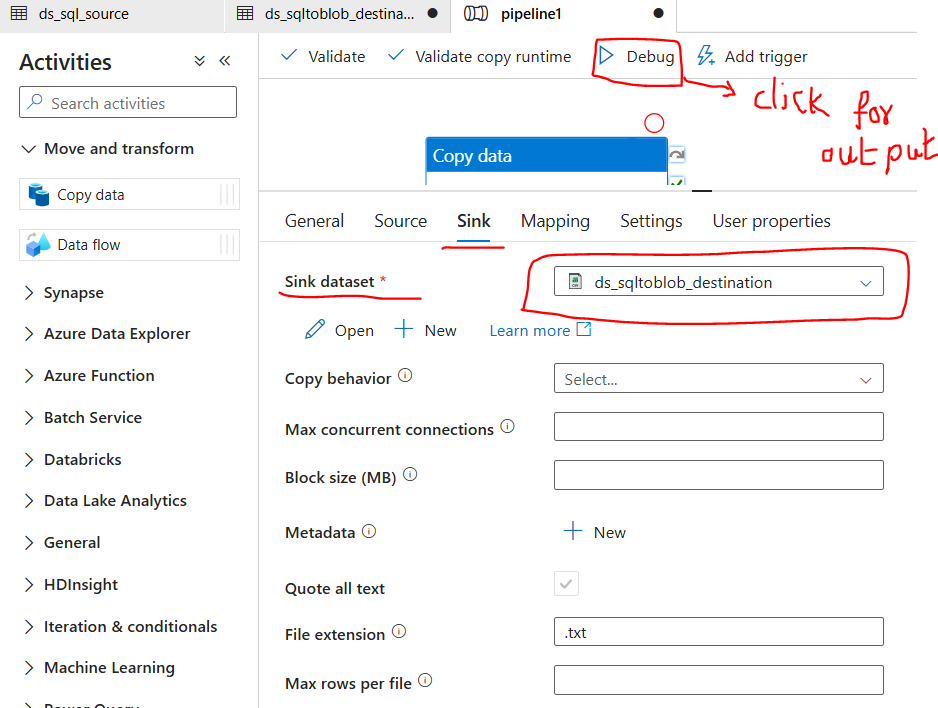 ds_sql_source
ds_sqltoblob_destina...
pipeline1
Activities
Search activities
Move and transform
Copy data
Data flow
Synapse
Azure Data Explorer
Azure Function
Batch Service
Databricks
Data Lake Analytics
General
HDInsight
Iteration & conditionals
Machine Learning
Power Query
Validate
Validate copy runtime
Debug
Add trigger
click for
output
Copy data
General
Source
Sink
Mapping
Settings
User properties
Sink dataset *
ds_sqltoblob_destination
Open
New
Learn more
Copy behavior
Select...
Max concurrent connections
Block size (MB)
Metadata
New
Quote all text
File extension
.txt
Max rows per file